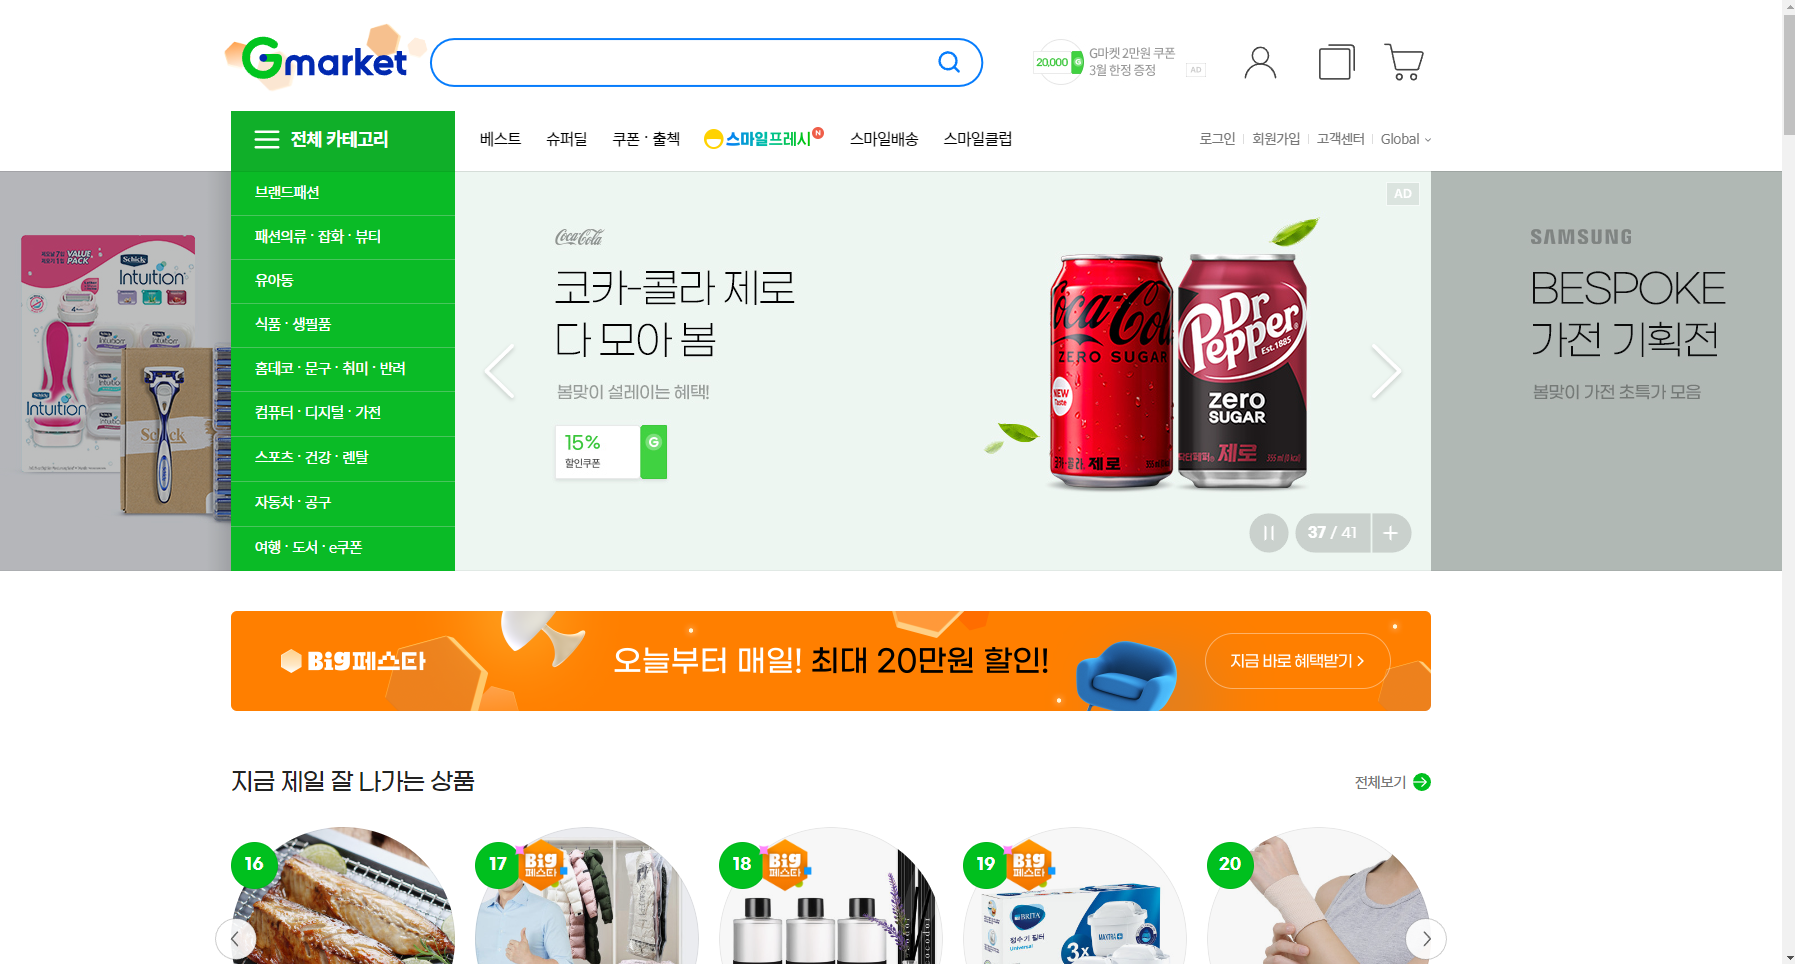 Gmarket
20,000
G
G마켓 2만원 쿠폰
3월 한정 증정
AD
전체 카테고리
베스트
슈퍼딜
쿠폰 · 출첵
스마일프레시
N
스마일배송
스마일클럽
로그인
회원가입
고객센터
Global
브랜드패션
패션의류 · 잡화 · 뷰티
유아동
식품 · 생필품
홈데코 · 문구 · 취미 · 반려
컴퓨터 · 디지털 · 가전
스포츠 · 건강 · 렌탈
자동차 · 공구
여행 · 도서 · e쿠폰
VALUE
PACK
Schick
Intuition
Intuition
Schick
AD
Coca-Cola
코카-콜라 제로
다 모아 봄
봄맞이 설레이는 혜택!
15%
할인쿠폰
G
Coca-Cola
ZERO SUGAR
NEW
Taste
코카·콜라 제로
Dr
Pepper
Est. 1885
zero
SUGAR
닥터페퍼 제로
37 / 41
SAMSUNG
BESPOKE
가전 기획전
봄맞이 가전 초특가 모음
Big페스타
오늘부터 매일! 최대 20만원 할인!
지금 바로 혜택받기
지금 제일 잘 나가는 상품
전체보기
16
17
Big
페스타
18
Big
페스타
cocodor
19
Big
페스타
BRITA
정수기 필터
Universal
MAXTRA+
3x
20